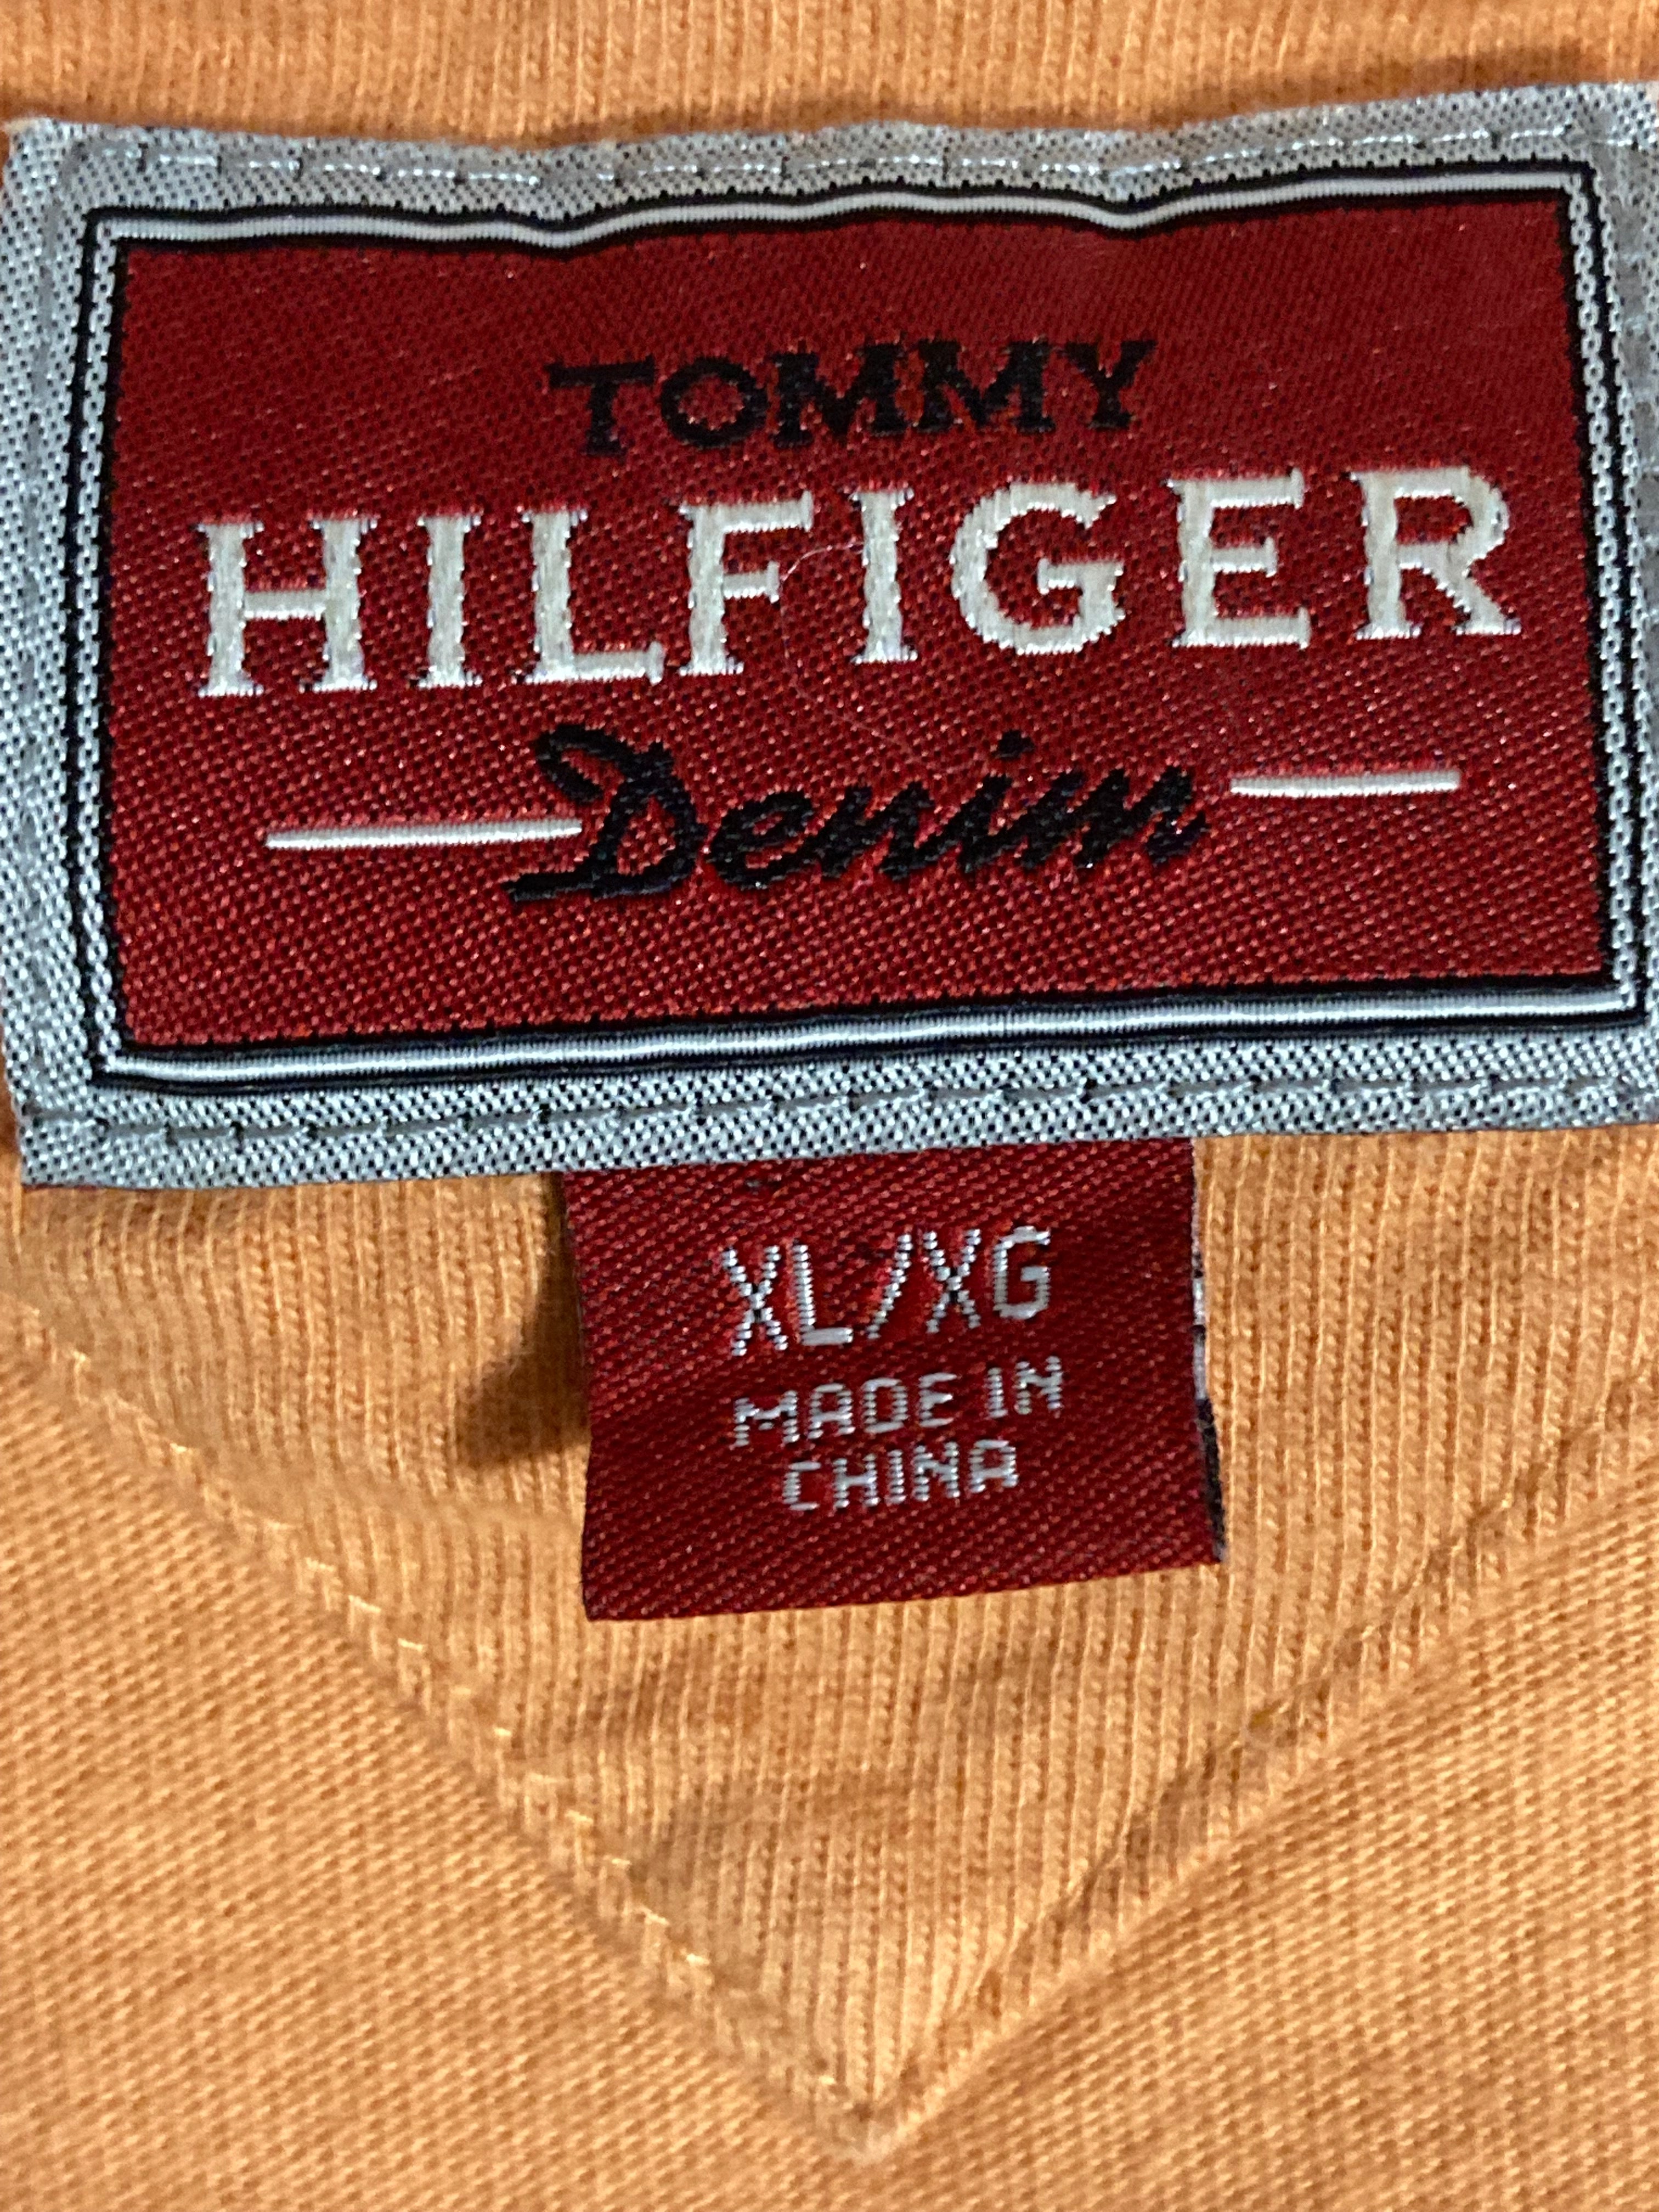 TOMMY
HILFIGER
Denim
XL/XG
MADE IN
CHINA